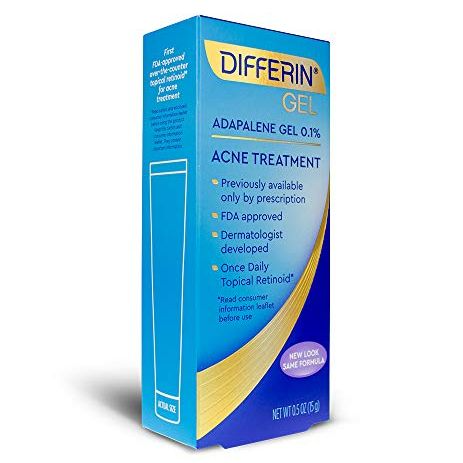 First
FDA-approved
over-the-counter
topical retinoid*
for acne
treatment
DIFFERIN®
GEL
ADAPALENE GEL 0.1%
ACNE TREATMENT
Previously available
only by prescription
FDA approved
Dermatologist
developed
Once Daily
Topical Retinoid*
*Read consumer
information leaflet
before use
NEW LOOK
SAME FORMULA
NET WT 0.5 OZ (15 g)
ACTUAL SIZE